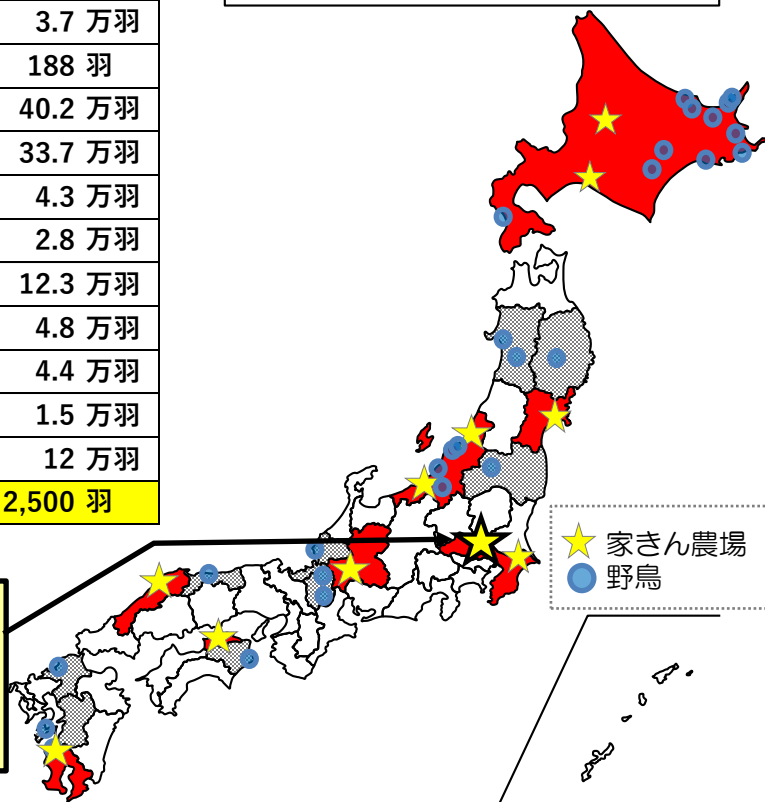 3.7 万羽
188 羽
40.2 万羽
33.7 万羽
4.3 万羽
2.8 万羽
12.3 万羽
4.8 万羽
4.4 万羽
1.5 万羽
12 万羽
2,500 羽
家きん農場
野鳥